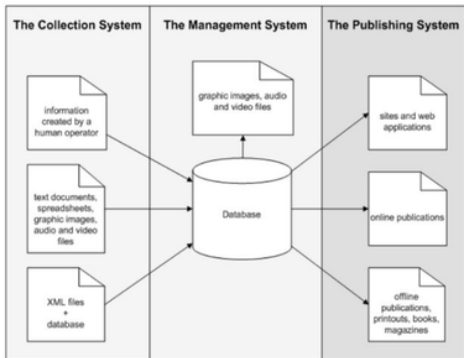 The Collection System
The Management System
The Publishing System
information
created by a
human operator
graphic images, audio
and video files
sites and web
applications
text documents,
spreadsheets,
graphic images,
audio and video
files
Database
online publications
XML files
+
database
offline
publications,
printouts, books,
magazines